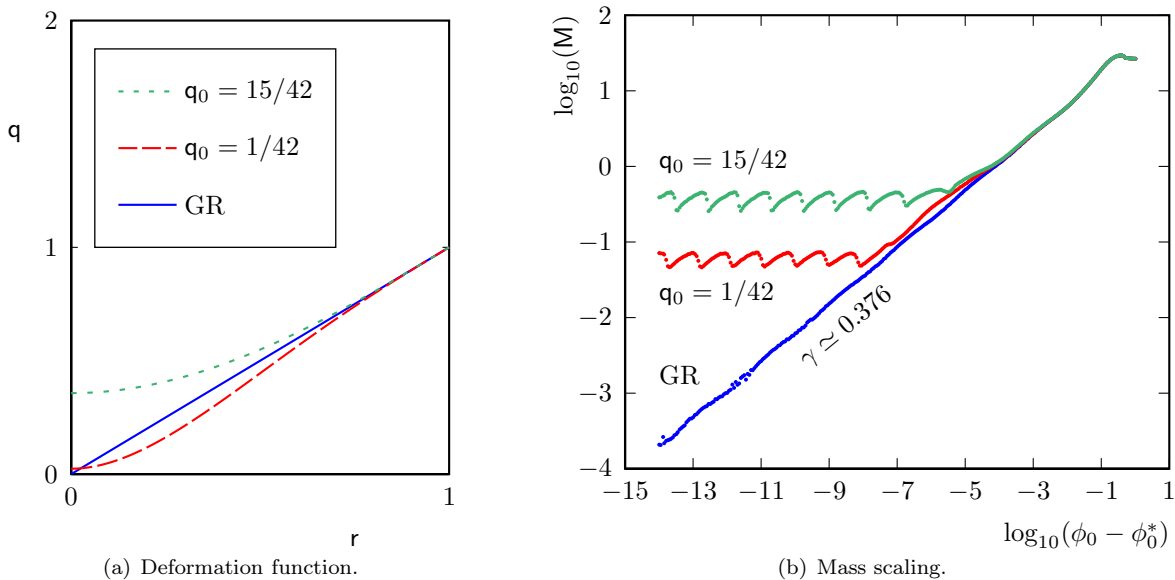 2
q
q₀ = 15/42
q₀ = 1/42
GR
1
0
0
1
r
(a) Deformation function.
log₁₀(M)
2
1
0
−1
−2
−3
−4
q₀ = 15/42
q₀ = 1/42
γ ≃ 0.376
GR
−15 −13 −11 −9 −7 −5 −3 −1 1
log₁₀(ϕ₀ − ϕ₀*)
(b) Mass scaling.